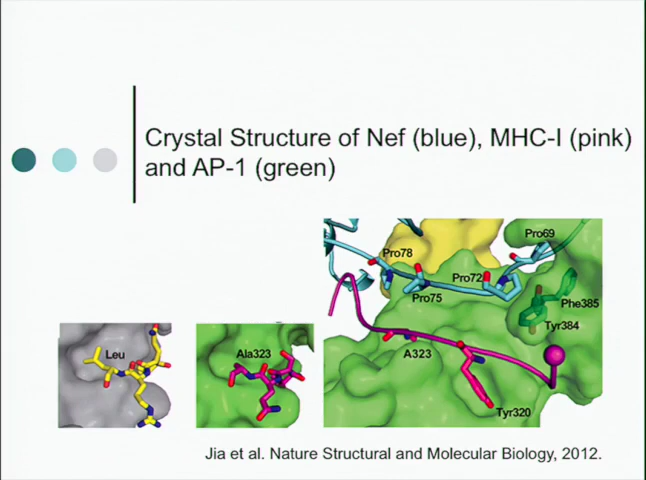 Crystal Structure of Nef (blue), MHC-I (pink)
and AP-1 (green)
Pro69
Pro78
Pro72
Pro75
Phe385
Tyr384
Leu
Ala323
A323
Tyr320
Jia et al. Nature Structural and Molecular Biology, 2012.